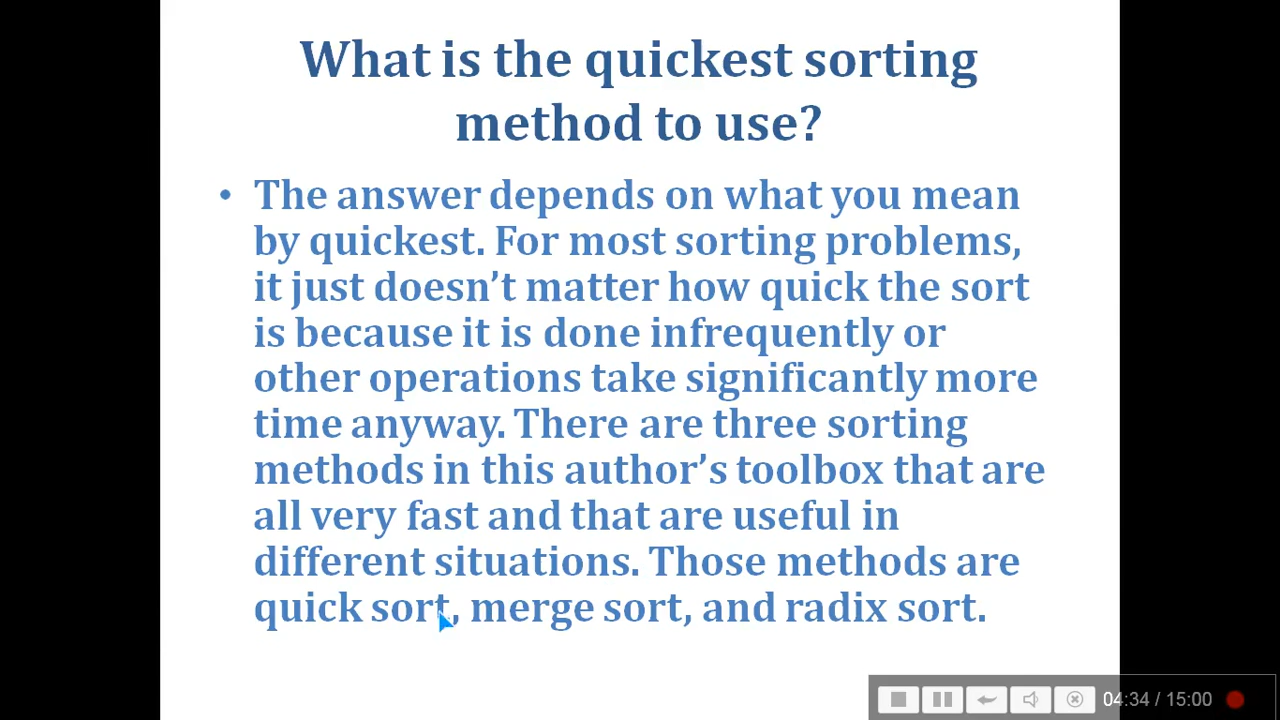 What is the quickest sorting
method to use?
• The answer depends on what you mean
by quickest. For most sorting problems,
it just doesn’t matter how quick the sort
is because it is done infrequently or
other operations take significantly more
time anyway. There are three sorting
methods in this author’s toolbox that are
all very fast and that are useful in
different situations. Those methods are
quick sort, merge sort, and radix sort.
04:34 / 15:00